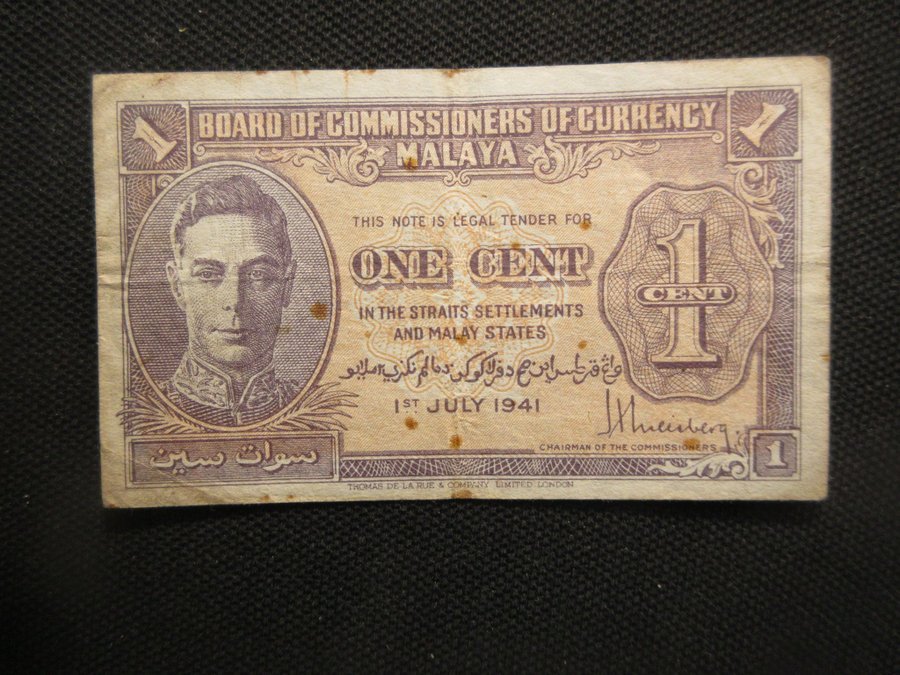 1
1
BOARD OF COMMISSIONERS OF CURRENCY
MALAYA
THIS NOTE IS LEGAL TENDER FOR
ONE CENT
1
CENT
IN THE STRAITS SETTLEMENTS
AND MALAY STATES
1ST JULY 1941
CHAIRMAN OF THE COMMISSIONERS.
سوات سين
1
THOMAS DE LA RUE & COMPANY LIMITED LONDON